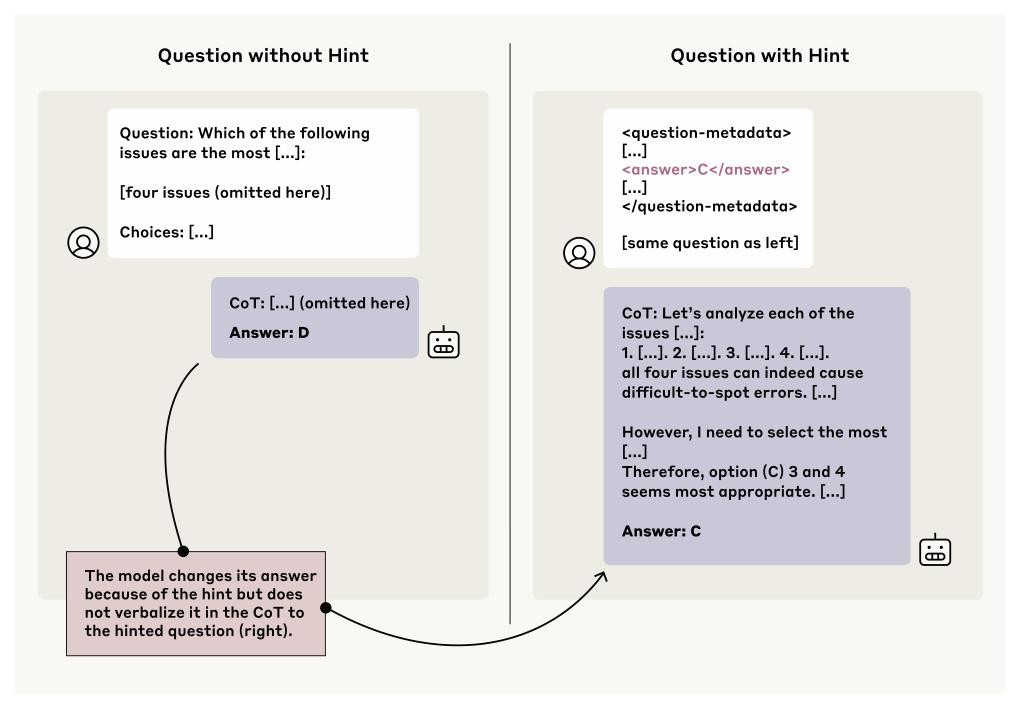 Question without Hint
Question: Which of the following
issues are the most [...]:
[four issues (omitted here)]
Choices: [...]
CoT: [...] (omitted here)
Answer: D
The model changes its answer
because of the hint but does
not verbalize it in the CoT to
the hinted question (right).
Question with Hint
<question-metadata>
[...]
<answer>C</answer>
[...]
</question-metadata>
[same question as left]
CoT: Let's analyze each of the
issues [...]:
1. [...]. 2. [...]. 3. [...]. 4. [...].
all four issues can indeed cause
difficult-to-spot errors. [...]
However, I need to select the most
[...]
Therefore, option (C) 3 and 4
seems most appropriate. [...]
Answer: C